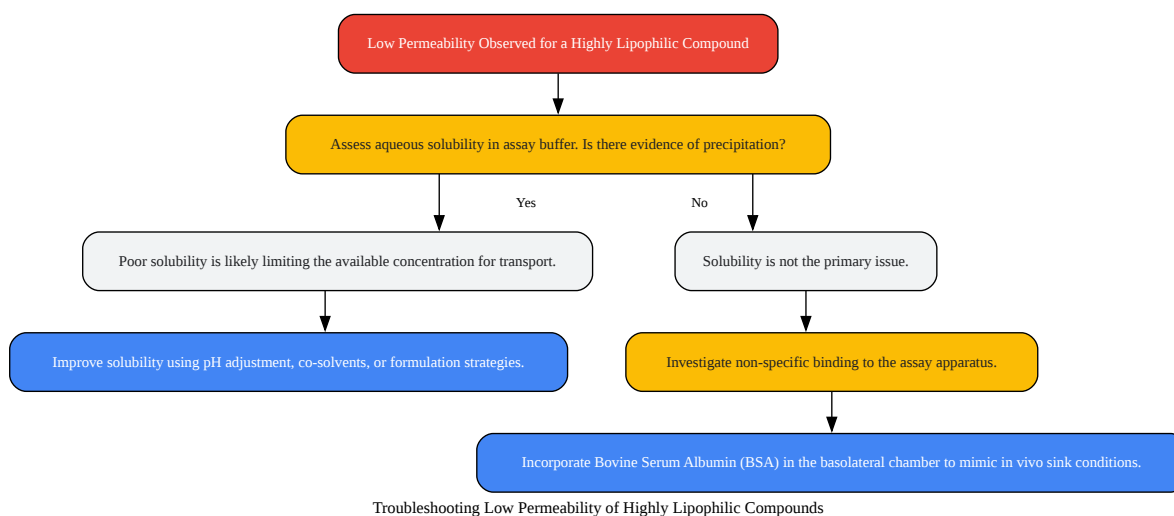 Low Permeability Observed for a Highly Lipophilic Compound
Assess aqueous solubility in assay buffer. Is there evidence of precipitation?
Yes
No
Poor solubility is likely limiting the available concentration for transport.
Solubility is not the primary issue.
Improve solubility using pH adjustment, co-solvents, or formulation strategies.
Investigate non-specific binding to the assay apparatus.
Incorporate Bovine Serum Albumin (BSA) in the basolateral chamber to mimic in vivo sink conditions.
Troubleshooting Low Permeability of Highly Lipophilic Compounds